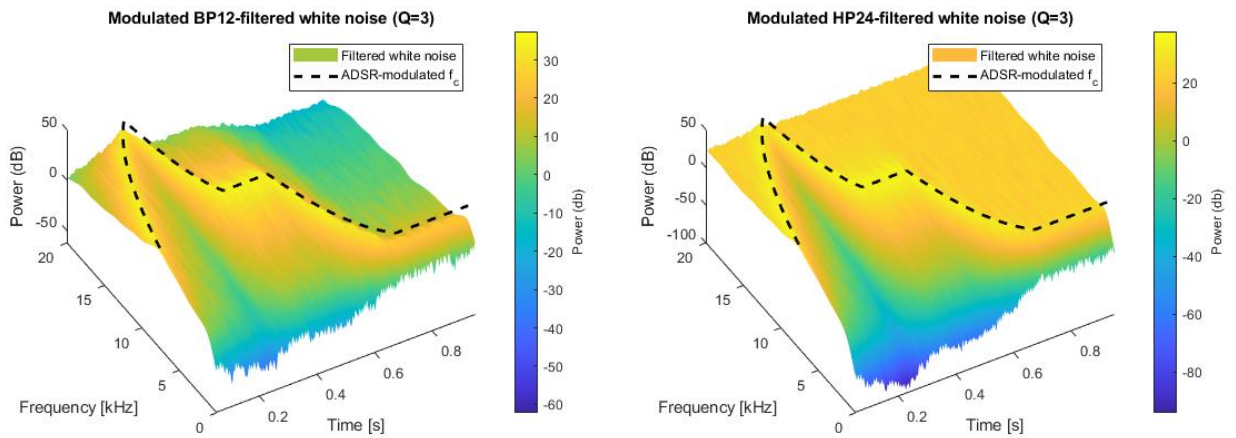 Modulated BP12-filtered white noise (Q=3)
Filtered white noise
ADSR-modulated f_c
50
0
-50
Power (dB)
20
15
10
5
0
Frequency [kHz]
0.2
0.4
0.6
0.8
Time [s]
30
20
10
0
-10
-20
-30
-40
-50
-60
Power (db)
Modulated HP24-filtered white noise (Q=3)
Filtered white noise
ADSR-modulated f_c
50
0
-50
-100
Power (dB)
20
15
10
5
0
Frequency [kHz]
0.2
0.4
0.6
0.8
Time [s]
20
0
-20
-40
-60
-80
Power (db)